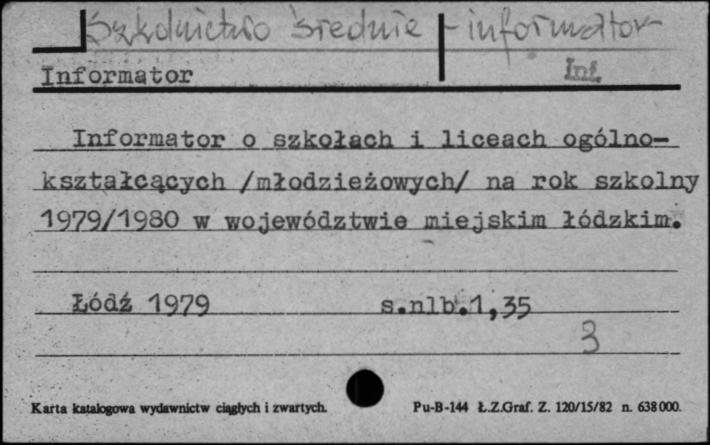 Szkolnictwo średnie - informator
Informator Inf.
Informator o szkołach i liceach ogólno-
kształcących /młodzieżowych/ na rok szkolny
1979/1980 w województwie miejskim łódzkim.
Łódź 1979 s.nlb.1,35
3
Karta katalogowa wydawnictw ciągłych i zwartych. Pu-B-144 Ł.Z.Graf. Z. 120/15/82 n. 638000.